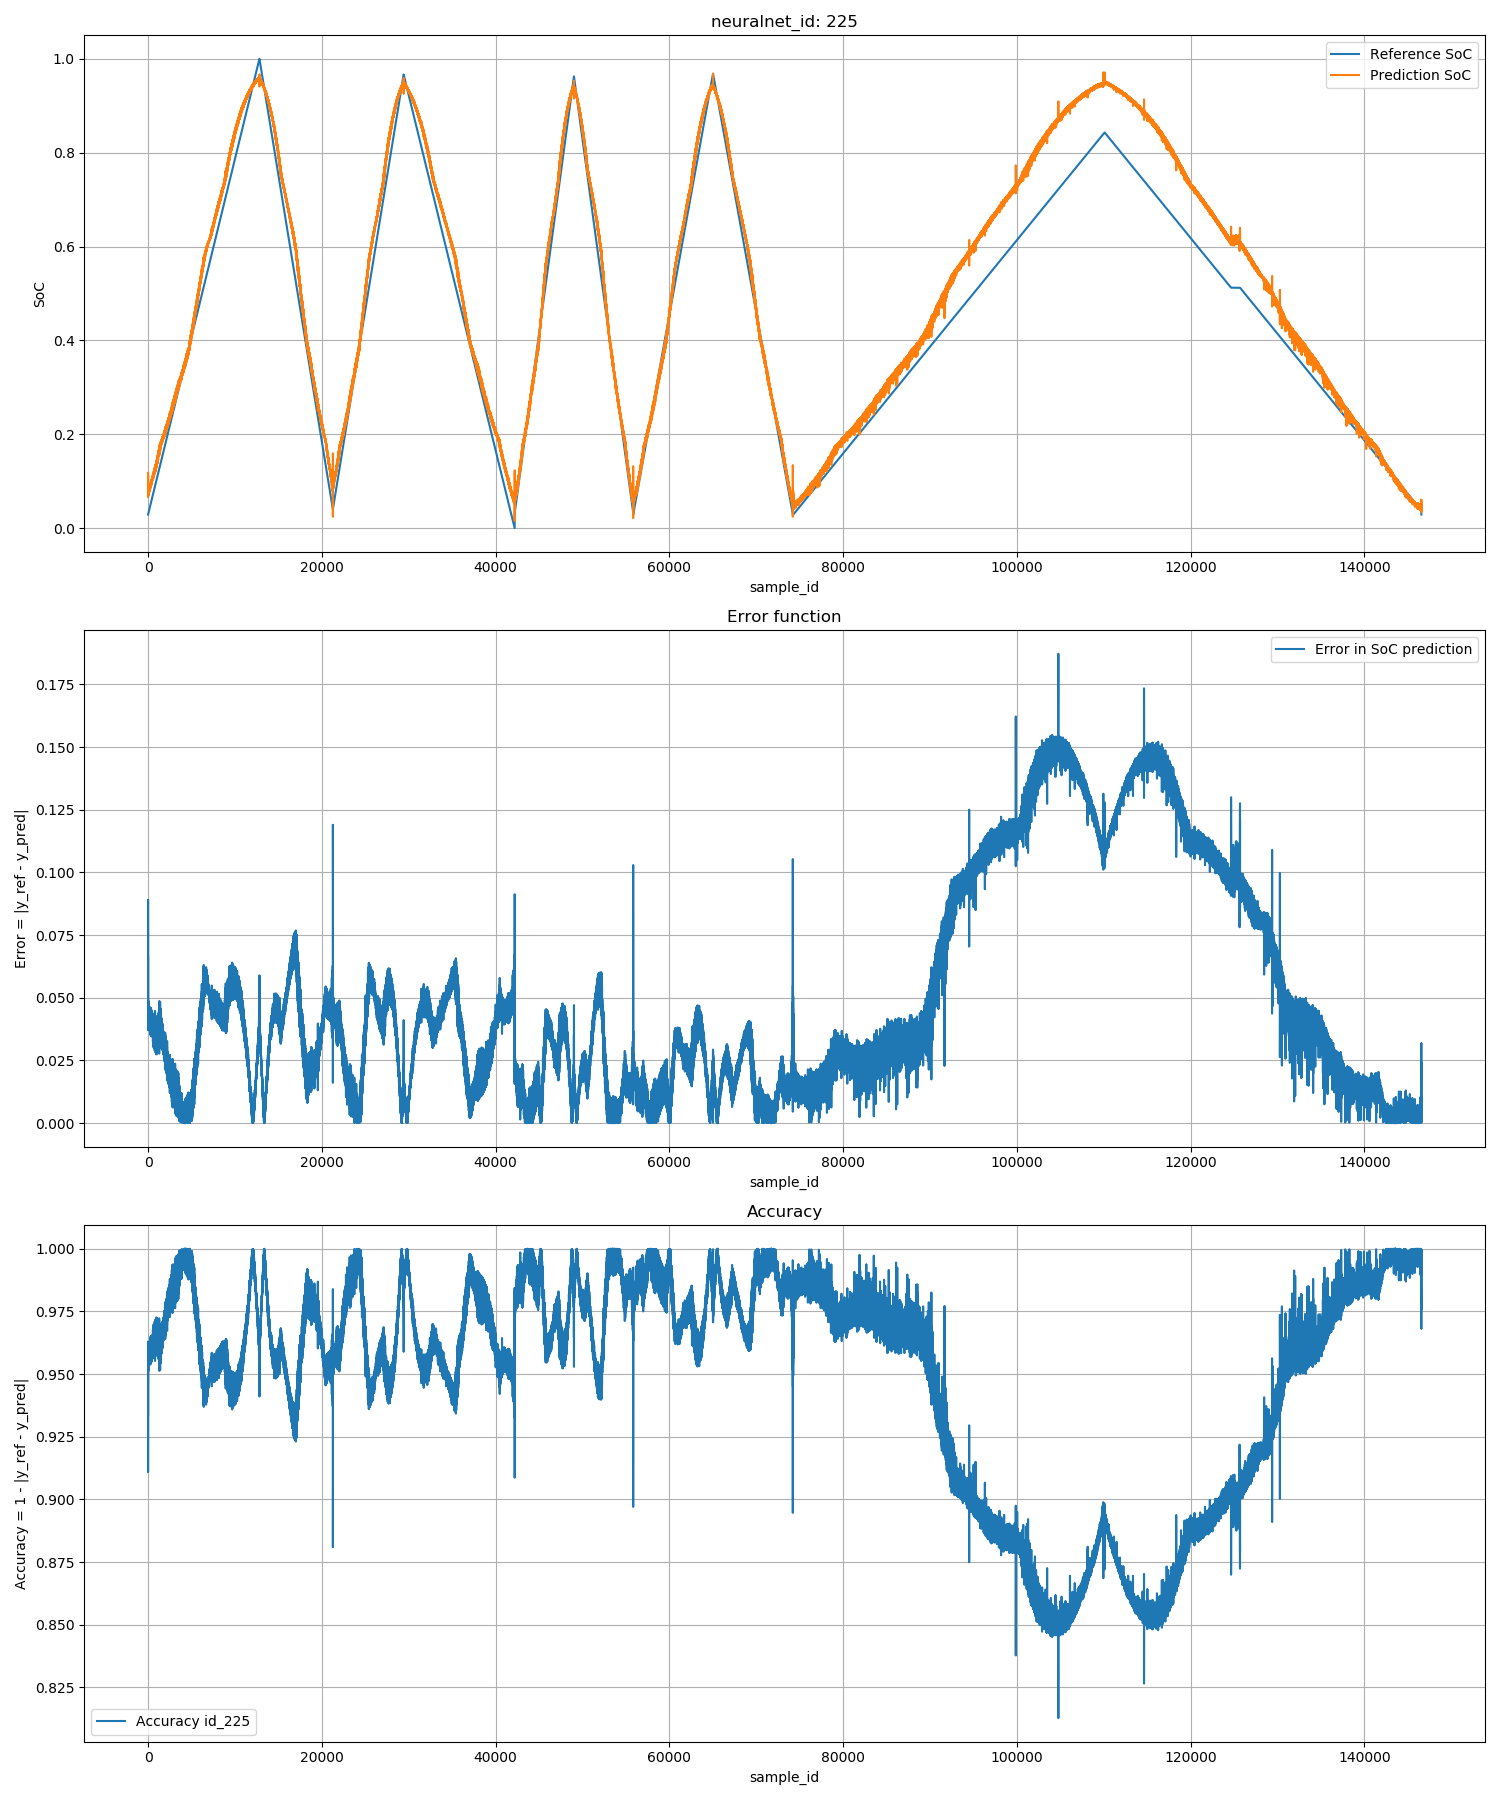 neuralnet_id: 225
Reference SoC
Prediction SoC
SoC
1.0
0.8
0.6
0.4
0.2
0.0
0 20000 40000 60000 80000 100000 120000 140000
sample_id
Error function
Error in SoC prediction
Error = |y_ref - y_pred|
0.175
0.150
0.125
0.100
0.075
0.050
0.025
0.000
0 20000 40000 60000 80000 100000 120000 140000
sample_id
Accuracy
Accuracy = 1 - |y_ref - y_pred|
1.000
0.975
0.950
0.925
0.900
0.875
0.850
0.825
Accuracy id_225
0 20000 40000 60000 80000 100000 120000 140000
sample_id